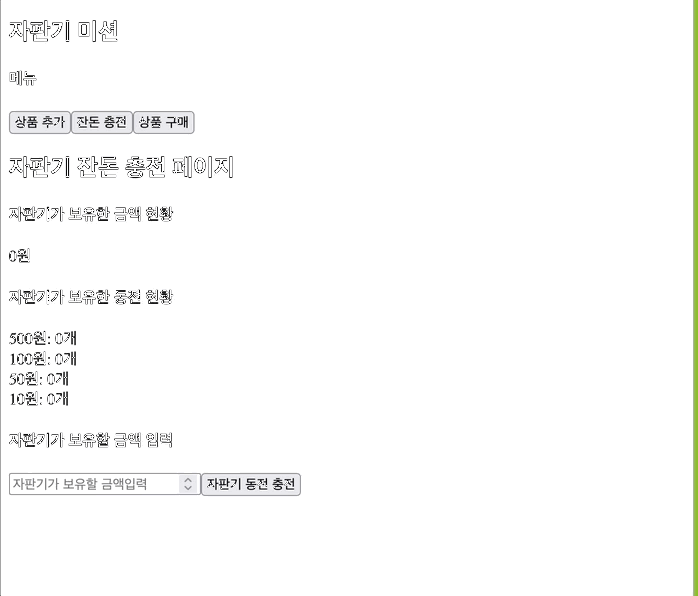 자판기 미션
메뉴
상품 추가 잔돈 충전 상품 구매
자판기 잔돈 충전 페이지
자판기가 보유한 금액 현황
0원
자판기가 보유한 동전 현황
500원: 0개
100원: 0개
50원: 0개
10원: 0개
자판기가 보유할 금액 입력
자판기가 보유할 금액입력 자판기 동전 충전